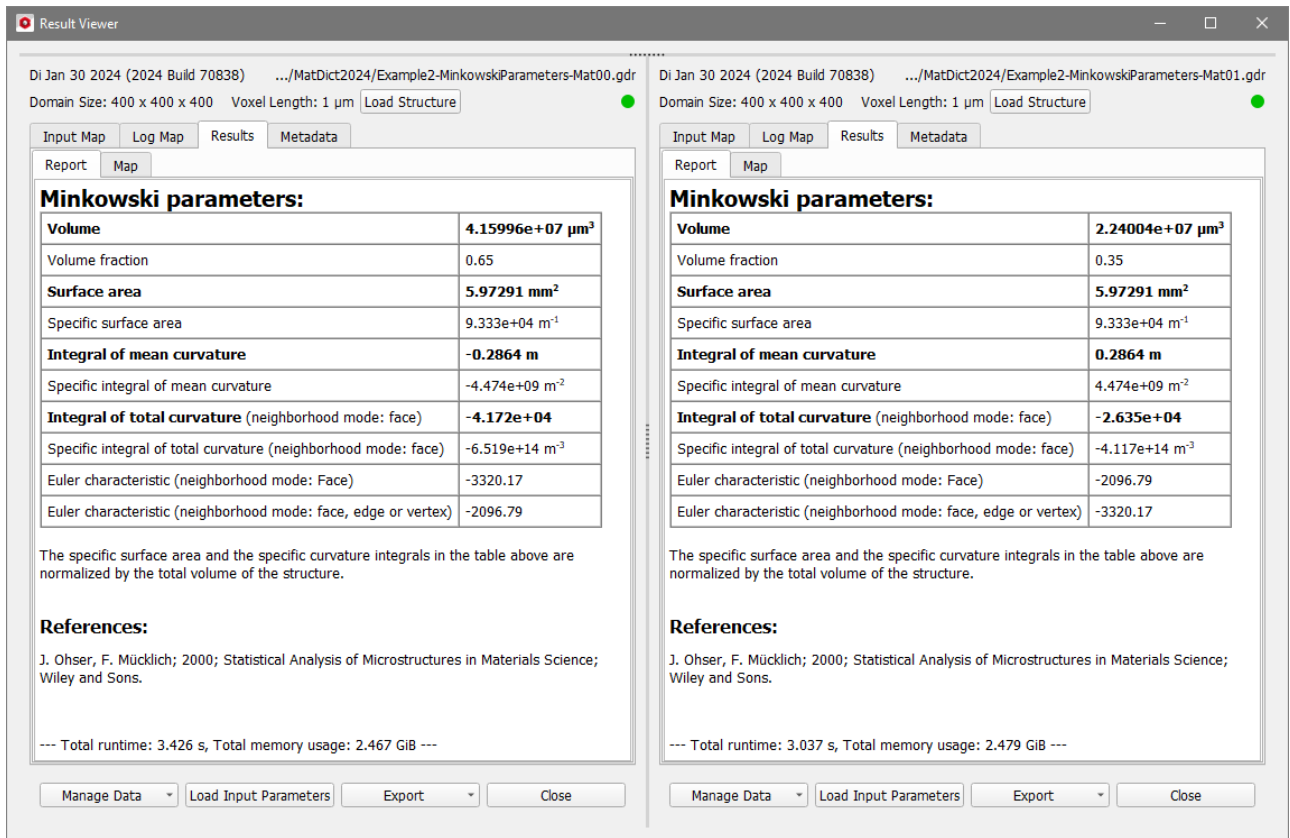 Result Viewer
Di Jan 30 2024 (2024 Build 70838) .../MatDict2024/Example2-MinkowskiParameters-Mat00.gdr
Domain Size: 400 x 400 x 400 Voxel Length: 1 µm Load Structure
Input Map Log Map Results Metadata
Report Map
Minkowski parameters:
Volume 4.15996e+07 µm³
Volume fraction 0.65
Surface area 5.97291 mm²
Specific surface area 9.333e+04 m⁻¹
Integral of mean curvature -0.2864 m
Specific integral of mean curvature -4.474e+09 m⁻²
Integral of total curvature (neighborhood mode: face) -4.172e+04
Specific integral of total curvature (neighborhood mode: face) -6.519e+14 m⁻³
Euler characteristic (neighborhood mode: Face) -3320.17
Euler characteristic (neighborhood mode: face, edge or vertex) -2096.79
The specific surface area and the specific curvature integrals in the table above are
normalized by the total volume of the structure.
References:
J. Ohser, F. Mücklich; 2000; Statistical Analysis of Microstructures in Materials Science;
Wiley and Sons.
--- Total runtime: 3.426 s, Total memory usage: 2.467 GiB ---
Manage Data Load Input Parameters Export Close
Di Jan 30 2024 (2024 Build 70838) .../MatDict2024/Example2-MinkowskiParameters-Mat01.gdr
Domain Size: 400 x 400 x 400 Voxel Length: 1 µm Load Structure
Input Map Log Map Results Metadata
Report Map
Minkowski parameters:
Volume 2.24004e+07 µm³
Volume fraction 0.35
Surface area 5.97291 mm²
Specific surface area 9.333e+04 m⁻¹
Integral of mean curvature 0.2864 m
Specific integral of mean curvature 4.474e+09 m⁻²
Integral of total curvature (neighborhood mode: face) -2.635e+04
Specific integral of total curvature (neighborhood mode: face) -4.117e+14 m⁻³
Euler characteristic (neighborhood mode: Face) -2096.79
Euler characteristic (neighborhood mode: face, edge or vertex) -3320.17
The specific surface area and the specific curvature integrals in the table above are
normalized by the total volume of the structure.
References:
J. Ohser, F. Mücklich; 2000; Statistical Analysis of Microstructures in Materials Science;
Wiley and Sons.
--- Total runtime: 3.037 s, Total memory usage: 2.479 GiB ---
Manage Data Load Input Parameters Export Close